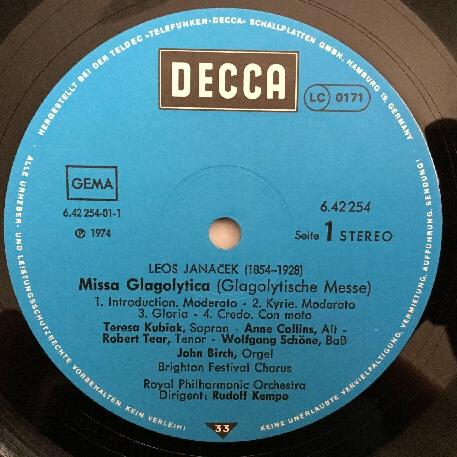 HERGESTELLT BEI DER TELDEC »TELEFUNKEN-DECCA« SCHALLPLATTEN GMBH, HAMBURG 19, GERMANY
DECCA
LC 0171
GEMA
6.42 254-01-1
Ⓟ 1974
6.42 254
Seite 1 STEREO
LEOS JANAČEK (1854-1928)
Missa Glagolytica (Glagolytische Messe)
1. Introduction. Moderato - 2. Kyrie. Moderato
3. Gloria - 4. Credo. Con moto
Teresa Kubiak, Sopran - Anne Collins, Alt -
Robert Tear, Tenor - Wolfgang Schöne, Baß
John Birch, Orgel
Brighton Festival Chorus
Royal Philharmonic Orchestra
Dirigent: Rudolf Kempe
33
ALLE URHEBER- UND LEISTUNGSSCHUTZRECHTE VORBEHALTEN KEIN VERLEIH!
KEINE UNERLAUBTE VERVIELFÄLTIGUNG, VERMIETUNG, AUFFÜHRUNG, SENDUNG!